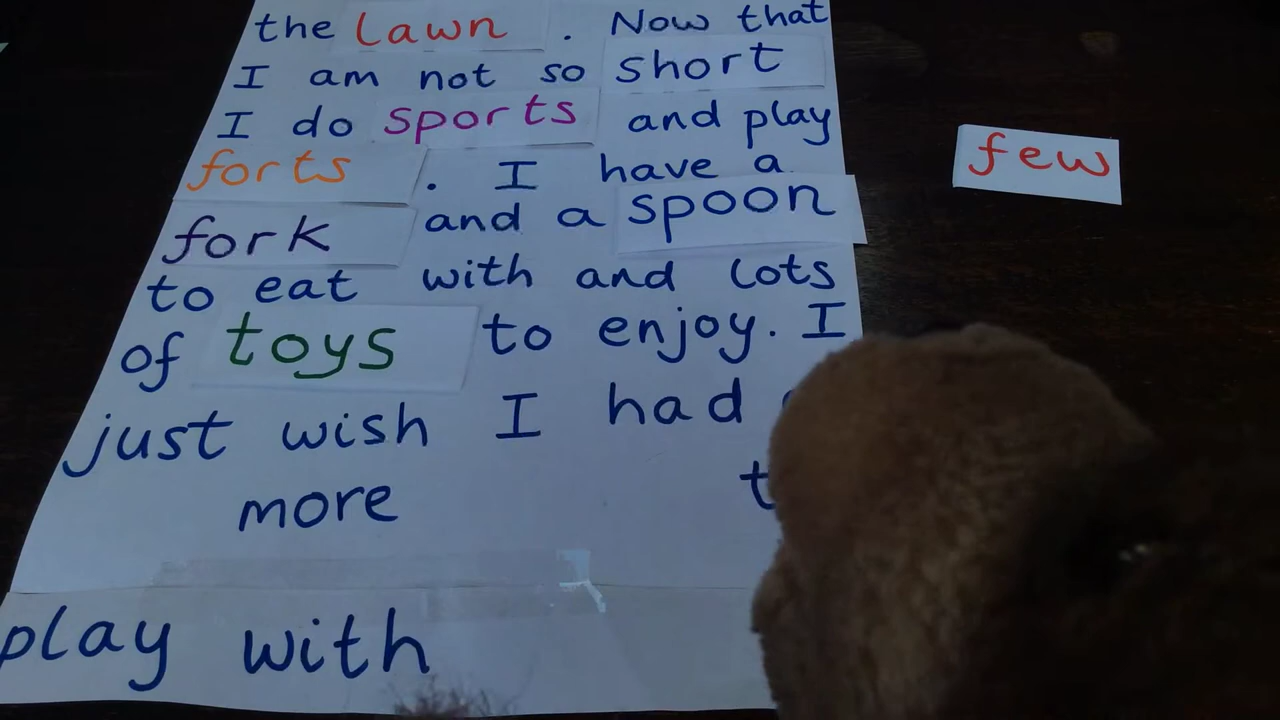 the lawn . Now that
I am not so short
I do sports and play
forts . I have a
fork and a spoon
to eat with and lots
of toys to enjoy. I
just wish I had
more
play with
few